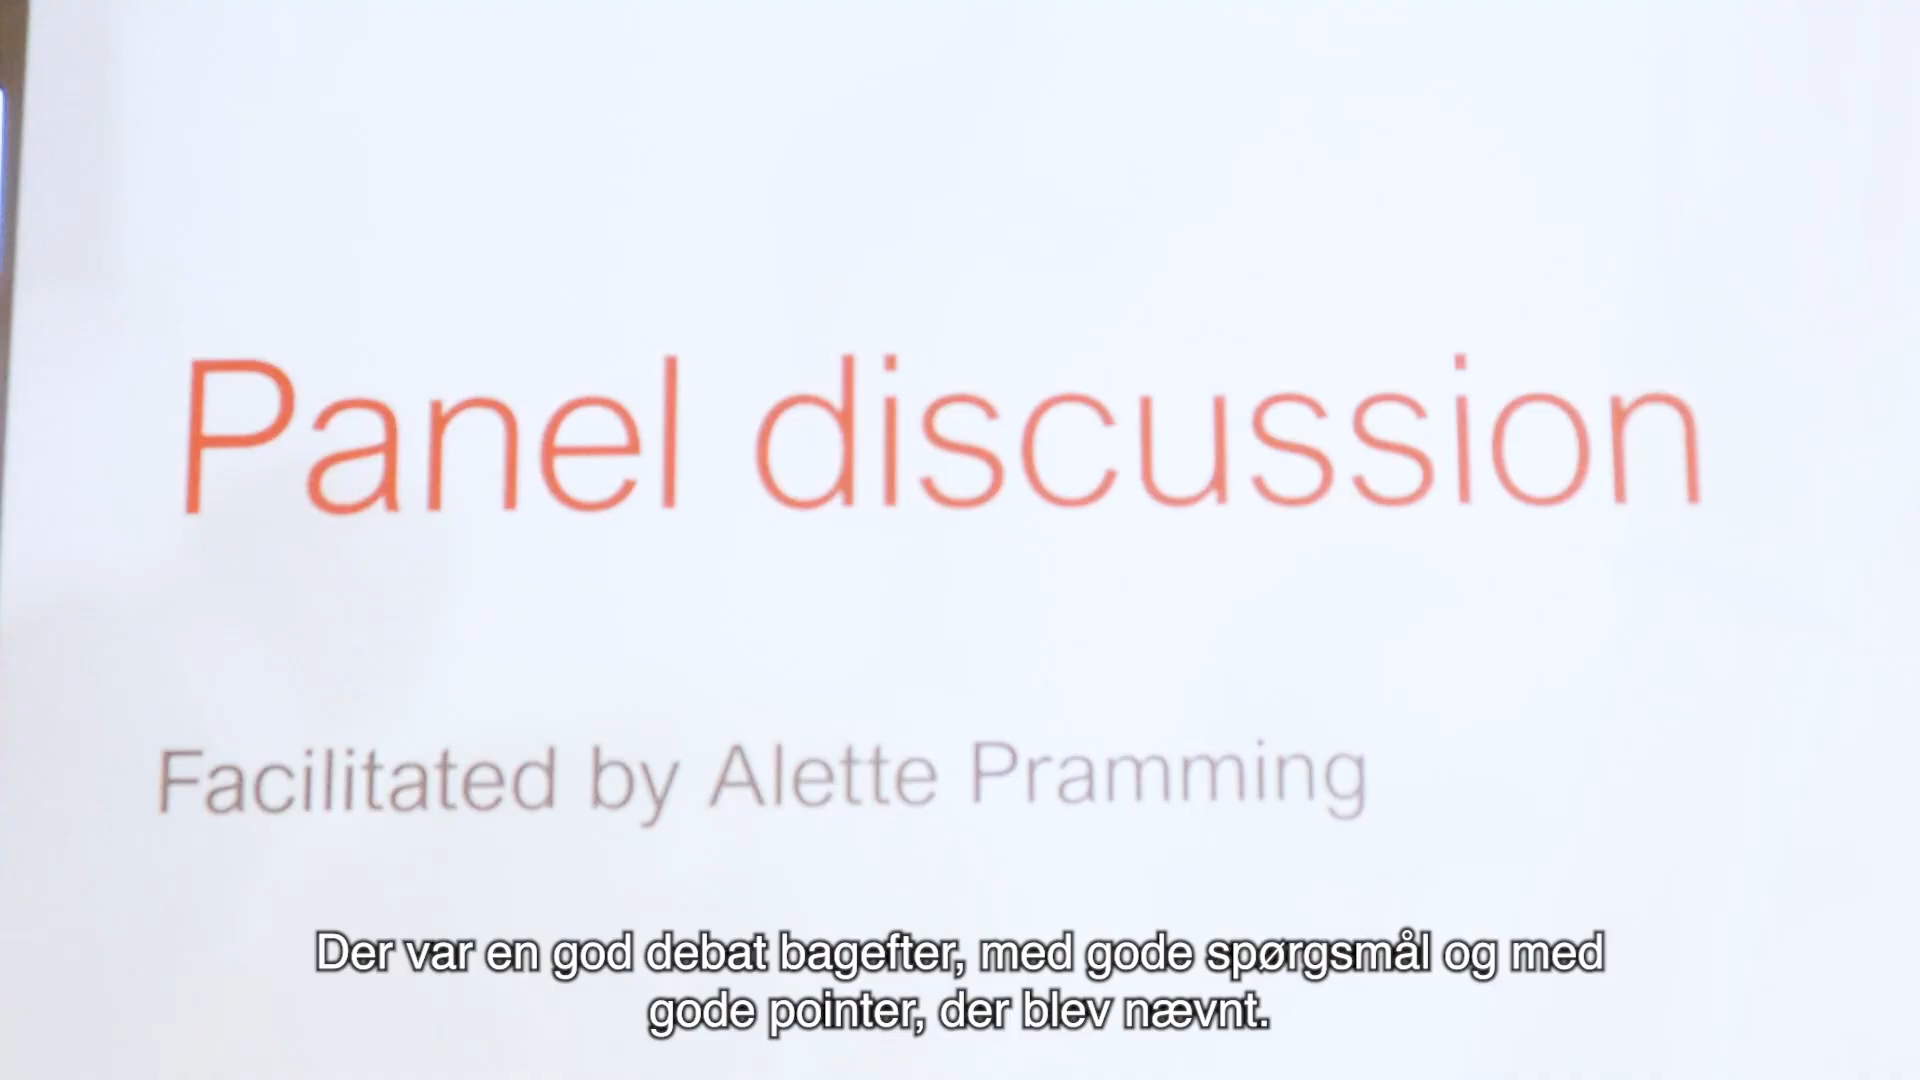 Panel discussion
Facilitated by Alette Pramming
Der var en god debat bagefter, med gode spørgsmål og med
gode pointer, der blev nævnt.